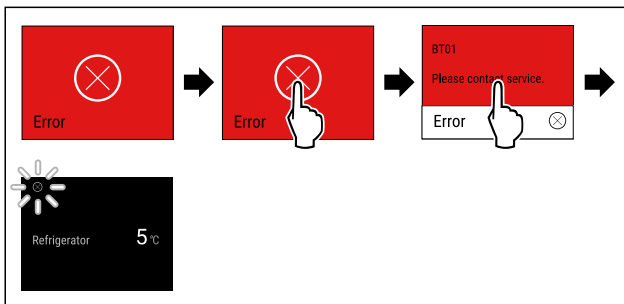 Error
Error
BT01
Please contact service.
Error
Refrigerator 5°C